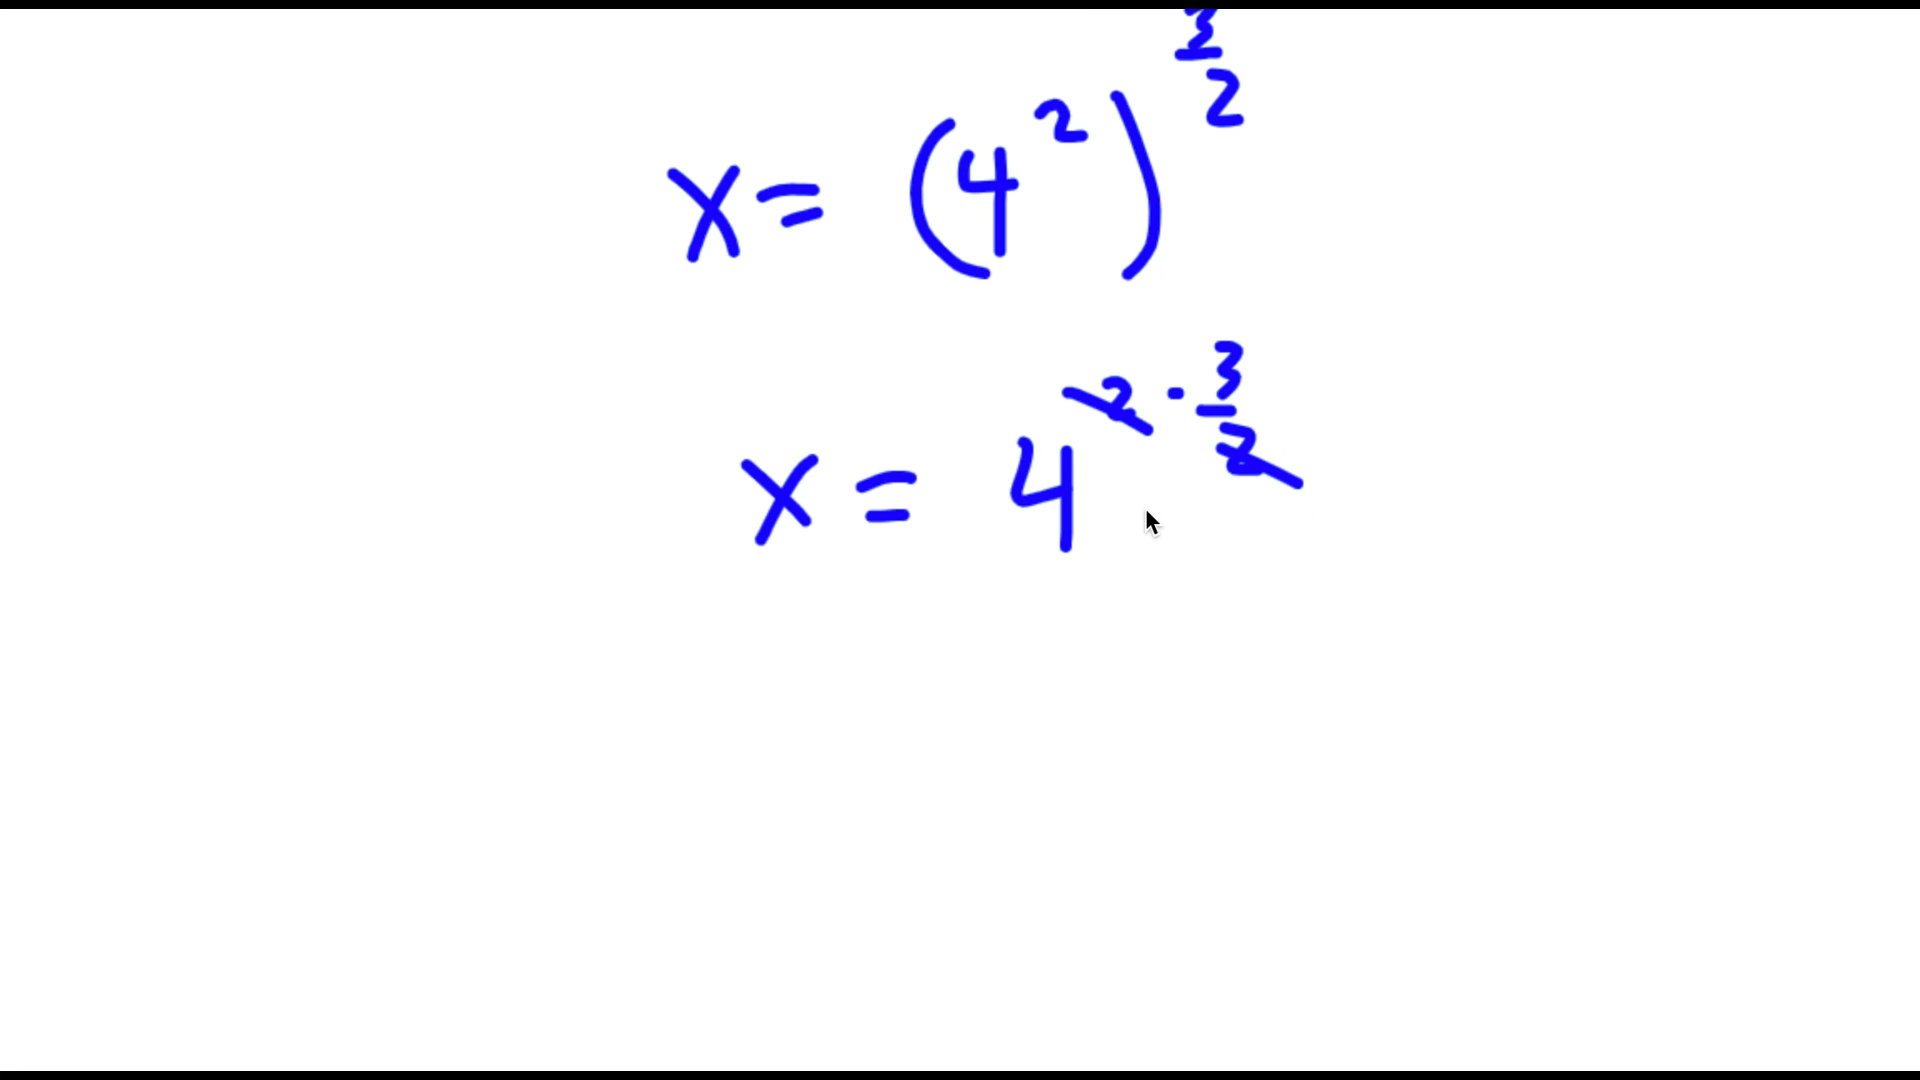 x = (4²)^(3/2)
x = 4^(2 · 3/2)